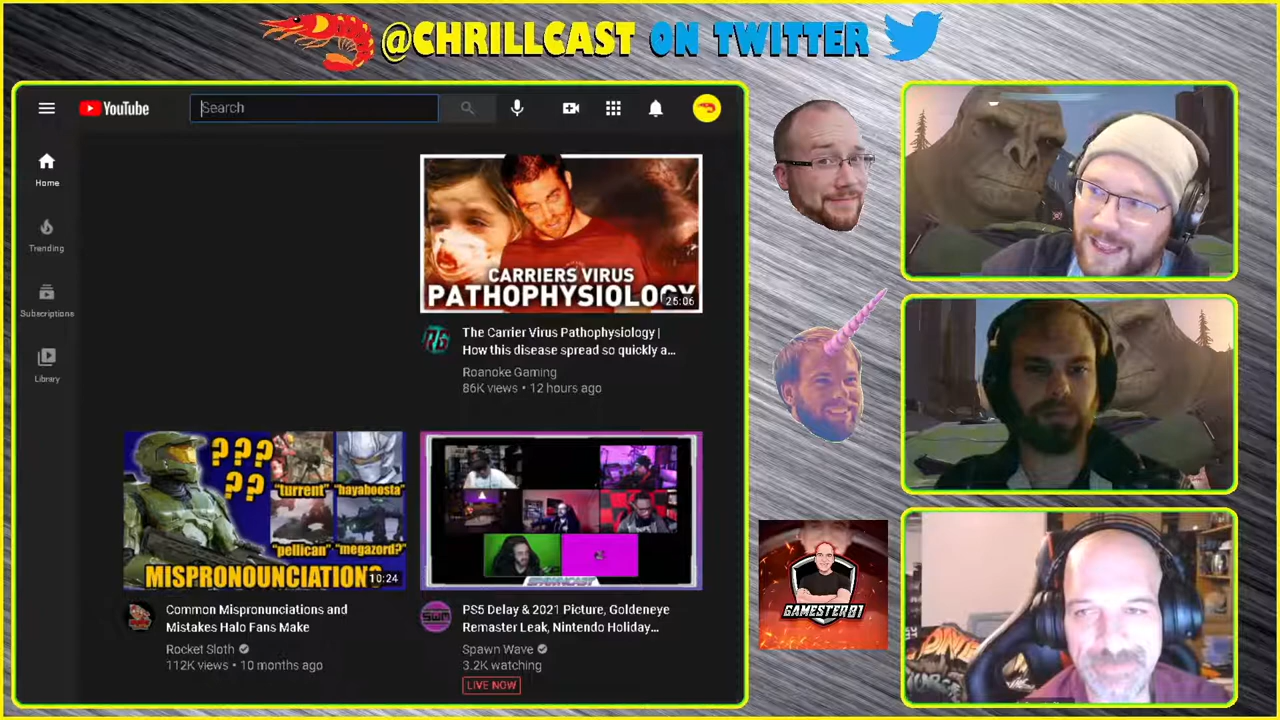 @CHRILLCAST ON TWITTER
YouTube
Search
Home
Trending
Subscriptions
Library
CARRIERS VIRUS
PATHOPHYSIOLOGY
25:06
The Carrier Virus Pathophysiology |
How this disease spread so quickly a...
Roanoke Gaming
86K views • 12 hours ago
???
??
"turrent"
"hayaboosta"
"pellican"
"megazord?"
MISPRONOUNCIATIONS
10:24
Common Mispronunciations and
Mistakes Halo Fans Make
Rocket Sloth
112K views • 10 months ago
SPAWNCAST
SWM
PS5 Delay & 2021 Picture, Goldeneye
Remaster Leak, Nintendo Holiday...
Spawn Wave
3.2K watching
LIVE NOW
GAMESTER81